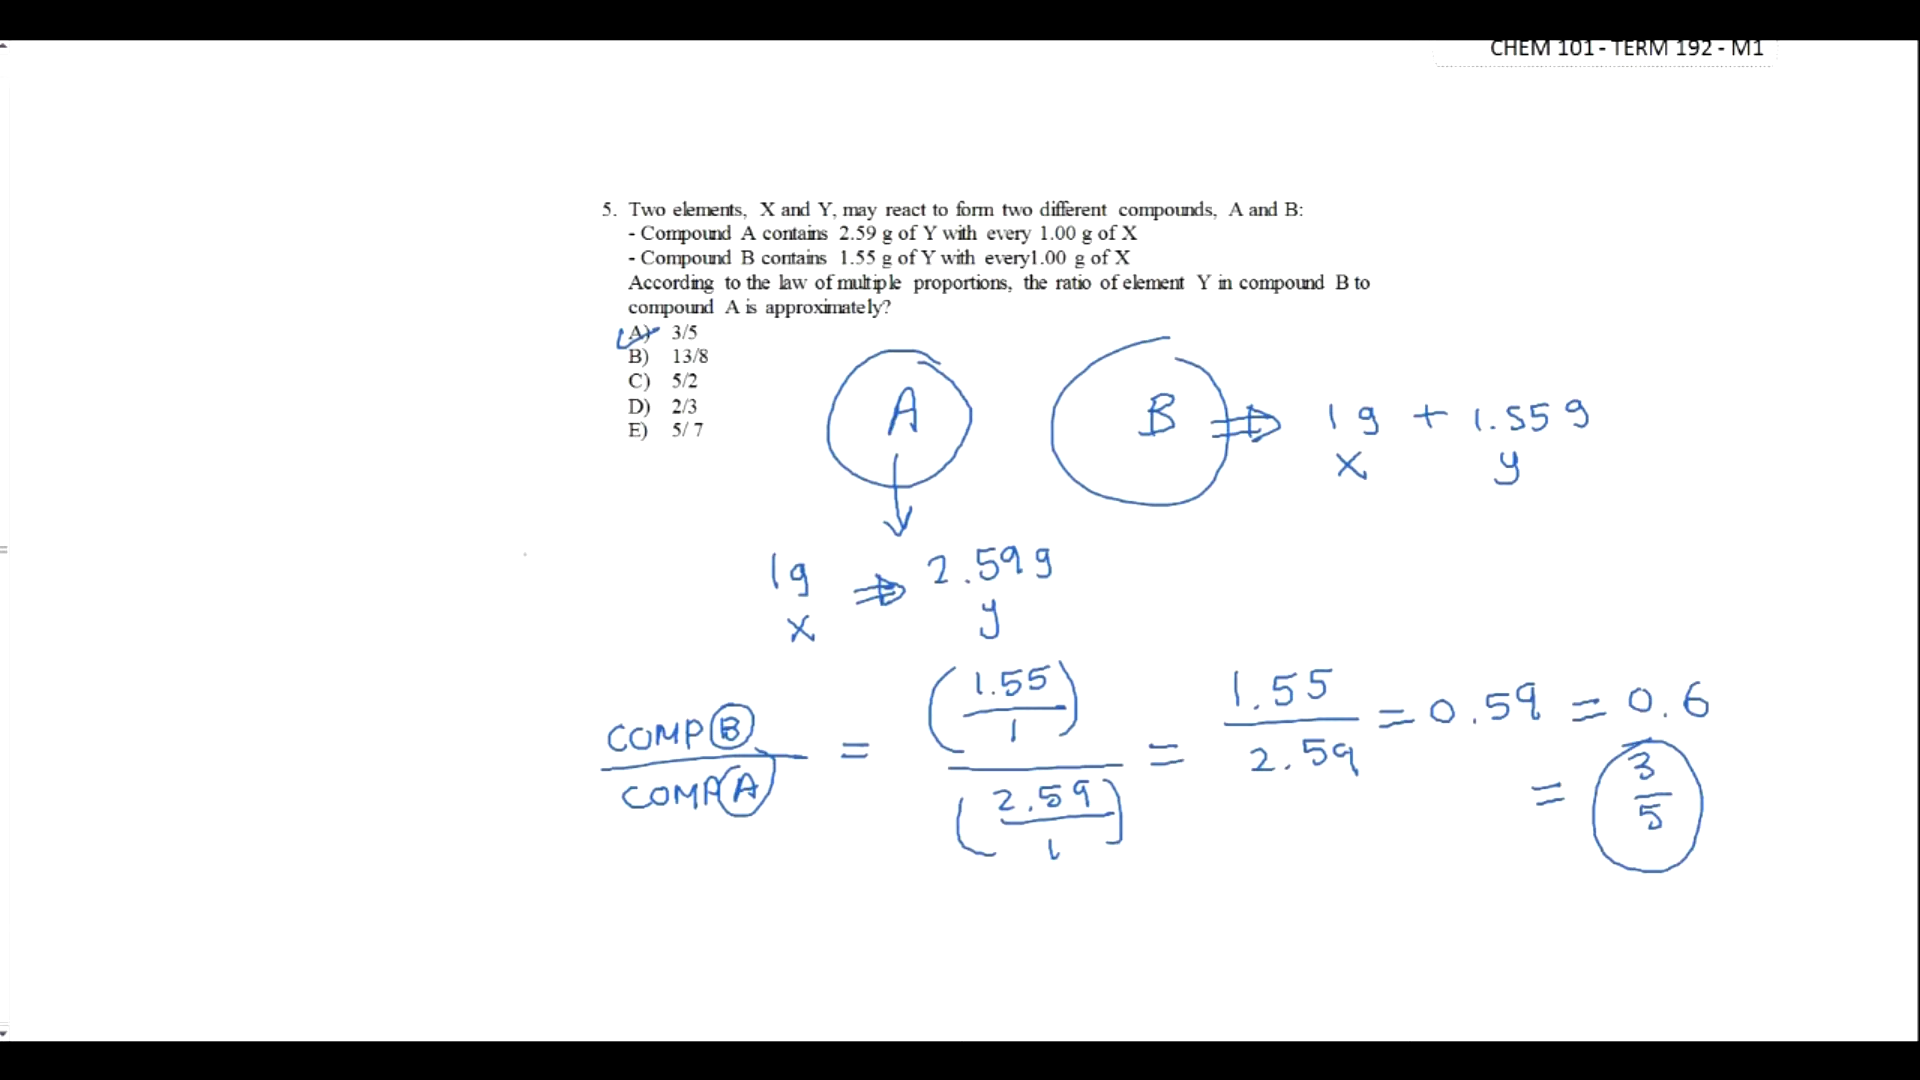 CHEM 101 - TERM 192 - M1
5. Two elements, X and Y, may react to form two different compounds, A and B:
- Compound A contains 2.59 g of Y with every 1.00 g of X
- Compound B contains 1.55 g of Y with every1.00 g of X
According to the law of multiple proportions, the ratio of element Y in compound B to
compound A is approximately?
A) 3/5
B) 13/8
C) 5/2
D) 2/3
E) 5/ 7
A
B ⇒ 1g + 1.55g
x y
1g ⇒ 2.59g
x y
COMP B / COMP A = (1.55/1) / (2.59/1) = 1.55/2.59 = 0.59 = 0.6
= 3/5